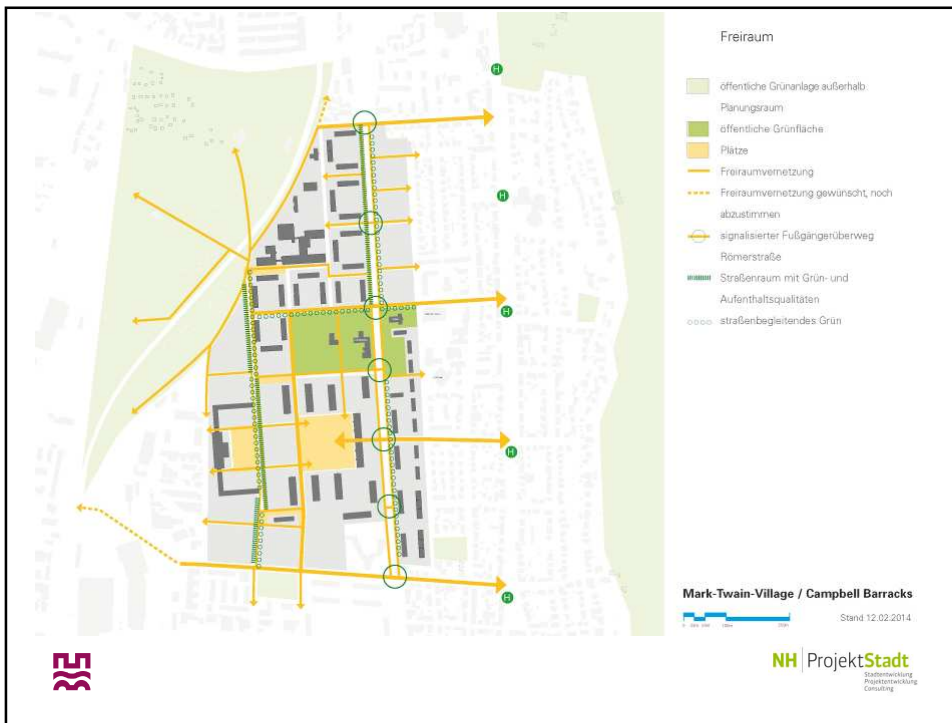 Freiraum
öffentliche Grünanlage außerhalb
Planungsraum
öffentliche Grünfläche
Plätze
Freiraumvernetzung
Freiraumvernetzung gewünscht, noch
abzustimmen
signalisierter Fußgängerüberweg
Römerstraße
Straßenraum mit Grün- und
Aufenthaltsqualitäten
straßenbegleitendes Grün
H
H
H
H
H
Mark-Twain-Village / Campbell Barracks
Stand 12.02.2014
NH ProjektStadt
Stadtentwicklung
Projektentwicklung
Consulting